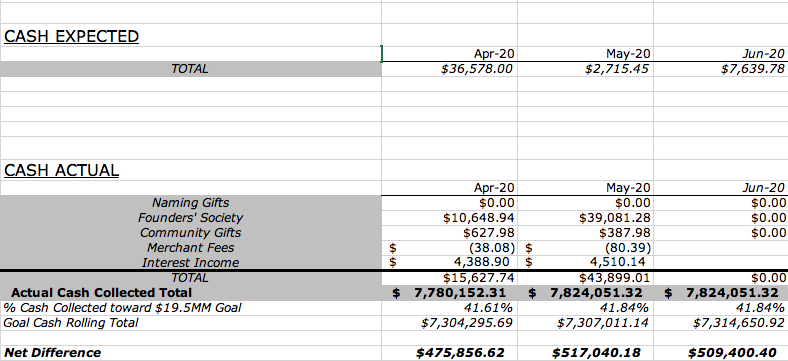 CASH EXPECTED
Apr-20 May-20 Jun-20
TOTAL $36,578.00 $2,715.45 $7,639.78
CASH ACTUAL
Apr-20 May-20 Jun-20
Naming Gifts $0.00 $0.00 $0.00
Founders' Society $10,648.94 $39,081.28 $0.00
Community Gifts $627.98 $387.98 $0.00
Merchant Fees $ (38.08) $ (80.39)
Interest Income $ 4,388.90 $ 4,510.14
TOTAL $15,627.74 $43,899.01 $0.00
Actual Cash Collected Total $ 7,780,152.31 $ 7,824,051.32 $ 7,824,051.32
% Cash Collected toward $19.5MM Goal 41.61% 41.84% 41.84%
Goal Cash Rolling Total $7,304,295.69 $7,307,011.14 $7,314,650.92
Net Difference $475,856.62 $517,040.18 $509,400.40